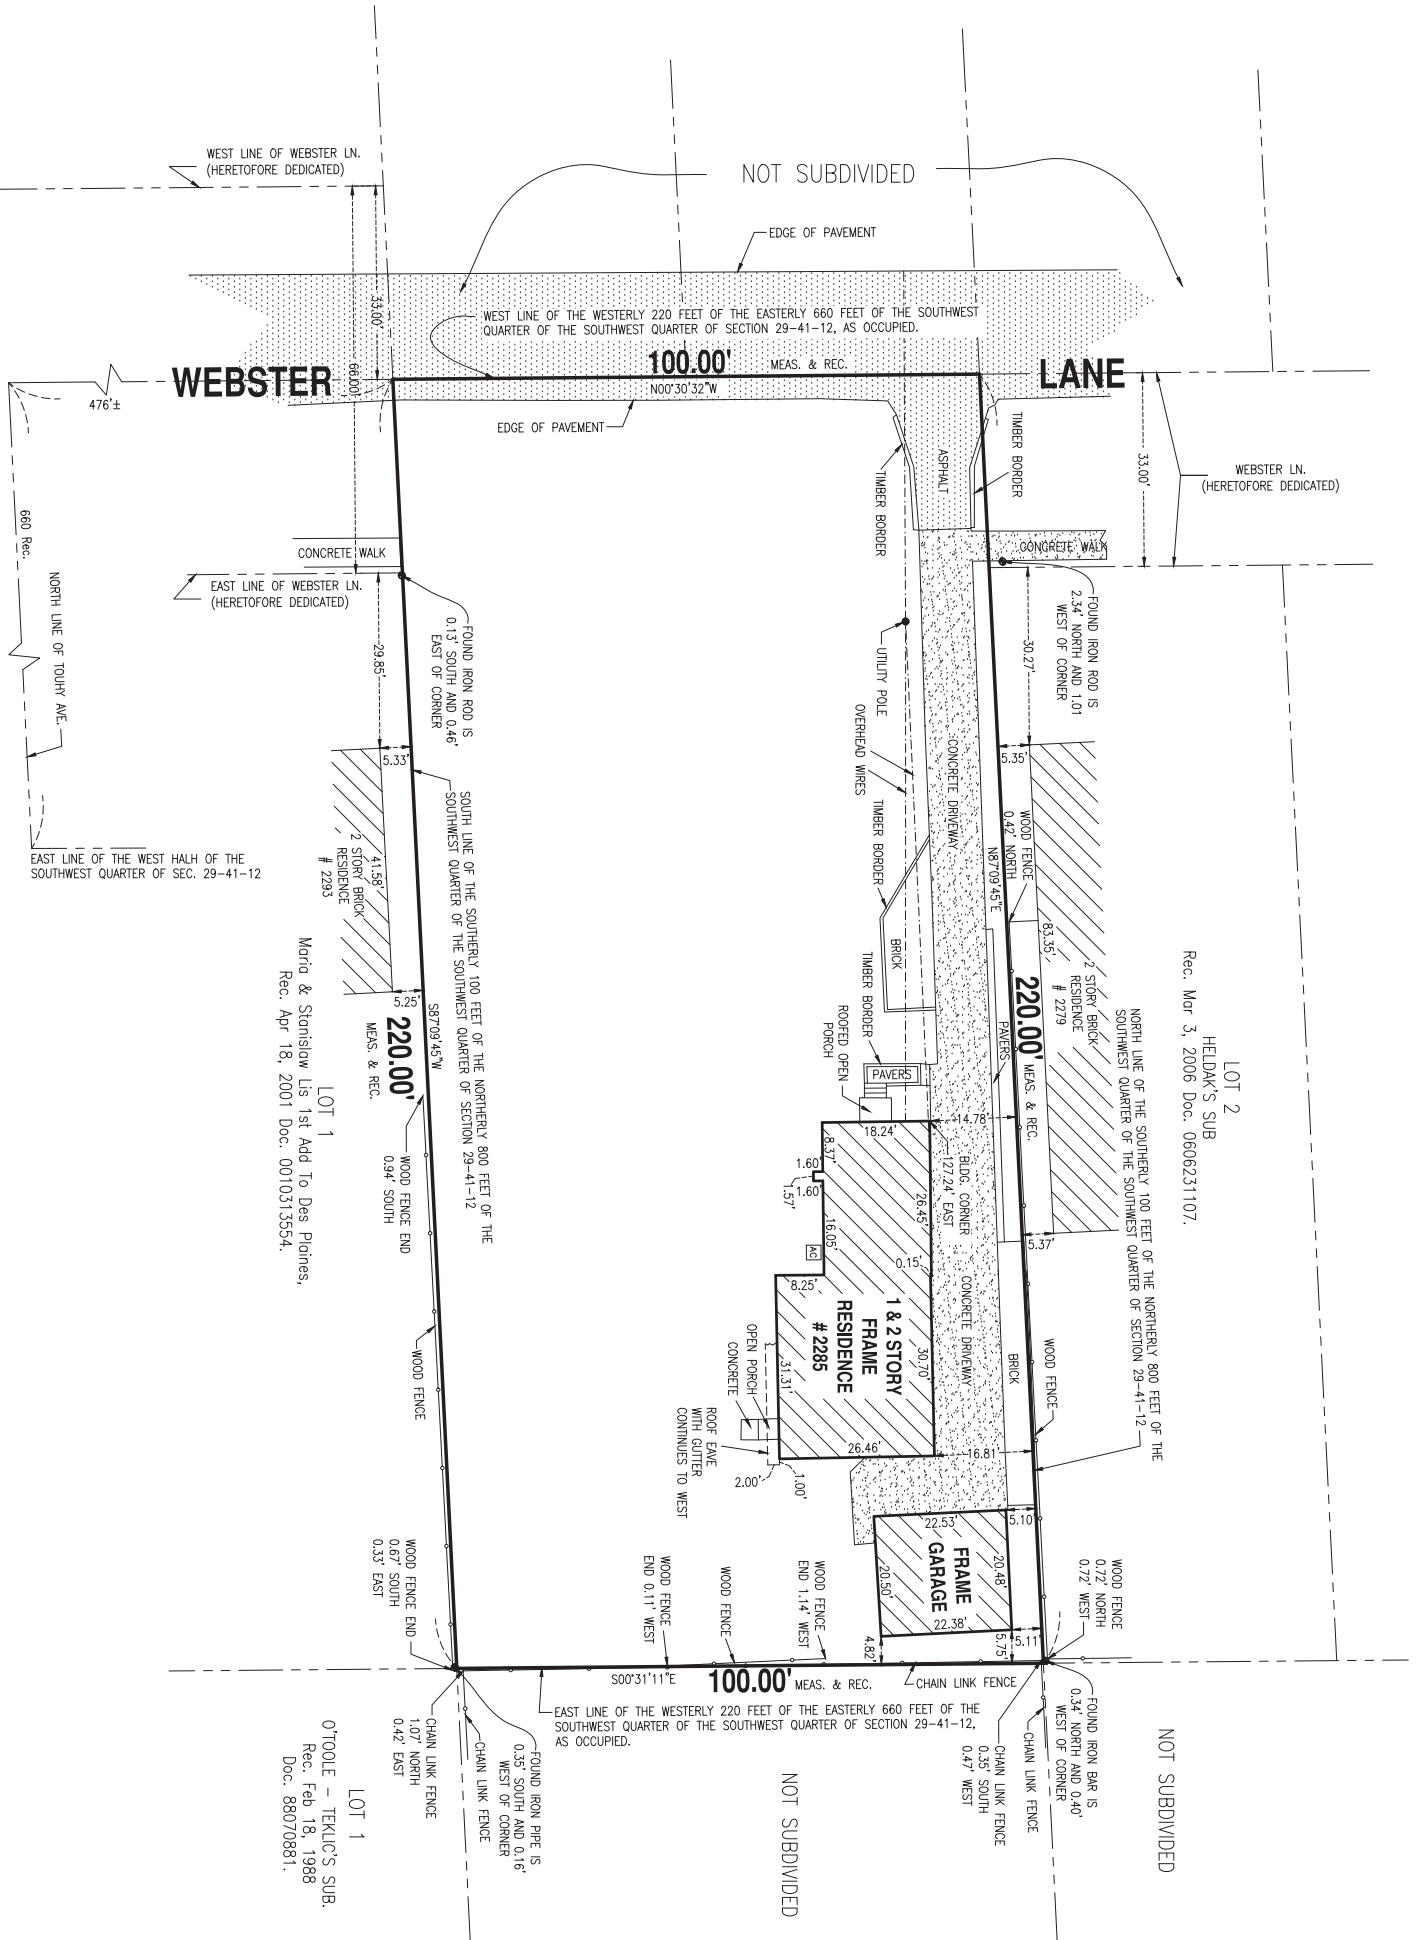 WEST LINE OF WEBSTER LN.
(HERETOFORE DEDICATED)
NOT SUBDIVIDED
EDGE OF PAVEMENT
33.00'
66.00'
WEST LINE OF THE WESTERLY 220 FEET OF THE EASTERLY 660 FEET OF THE SOUTHWEST
QUARTER OF THE SOUTHWEST QUARTER OF SECTION 29-41-12, AS OCCUPIED.
100.00' MEAS. & REC.
N00°30'32"W
WEBSTER LANE
476'±
EDGE OF PAVEMENT
TIMBER BORDER
ASPHALT
TIMBER BORDER
33.00'
WEBSTER LN.
(HERETOFORE DEDICATED)
660 Rec.
NORTH LINE OF TOUHY AVE.
CONCRETE WALK
CONCRETE WALK
EAST LINE OF WEBSTER LN.
(HERETOFORE DEDICATED)
29.85'
FOUND IRON ROD IS
0.13' SOUTH AND 0.46'
EAST OF CORNER
UTILITY POLE
30.27'
FOUND IRON ROD IS
2.34' NORTH AND 1.01
WEST OF CORNER
OVERHEAD WIRES
5.33'
5.35'
CONCRETE DRIVEWAY
TIMBER BORDER
WOOD FENCE
0.42' NORTH
N87°09'45"E
EAST LINE OF THE WEST HALH OF THE
SOUTHWEST QUARTER OF SEC. 29-41-12
41.58'
2 STORY BRICK
RESIDENCE
# 2293
SOUTH LINE OF THE SOUTHERLY 100 FEET OF THE NORTHERLY 800 FEET OF THE
SOUTHWEST QUARTER OF THE SOUTHWEST QUARTER OF SECTION 29-41-12
83.35'
2 STORY BRICK
RESIDENCE
# 2279
NORTH LINE OF THE SOUTHERLY 100 FEET OF THE NORTHERLY 800 FEET OF THE
SOUTHWEST QUARTER OF THE SOUTHWEST QUARTER OF SECTION 29-41-12
LOT 2
HELDAK'S SUB
Rec. Mar 3, 2006 Doc. 0606231107.
BRICK
TIMBER BORDER
ROOFED OPEN
PORCH
PAVERS
PAVERS
220.00' MEAS. & REC.
5.25'
S87°09'45"W
220.00'
MEAS. & REC.
LOT 1
Maria & Stanislaw Lis 1st Add To Des Plaines,
Rec. Apr 18, 2001 Doc. 0010313554.
WOOD FENCE END
0.94' SOUTH
18.24'
14.78'
8.37'
1.60'
1.60'
1.57'
16.05'
AC
26.45'
0.15'
BLDG. CORNER
127.24' EAST
5.37'
8.25'
1 & 2 STORY
FRAME
RESIDENCE
# 2285
30.70'
CONCRETE DRIVEWAY
BRICK
WOOD FENCE
WOOD FENCE
OPEN PORCH
CONCRETE
31.31'
ROOF EAVE
WITH GUTTER
CONTINUES TO WEST
26.46'
16.81'
2.00'
1.00'
22.53'
5.10'
FRAME
GARAGE
20.48'
20.50'
22.38'
5.11'
5.75'
4.82'
WOOD FENCE END
0.67' SOUTH
0.33' EAST
WOOD FENCE
END 0.11' WEST
WOOD FENCE
WOOD FENCE
END 1.14' WEST
WOOD FENCE
0.72' NORTH
0.72' WEST
S00°31'11"E
100.00' MEAS. & REC.
CHAIN LINK FENCE
EAST LINE OF THE WESTERLY 220 FEET OF THE EASTERLY 660 FEET OF THE
SOUTHWEST QUARTER OF THE SOUTHWEST QUARTER OF SECTION 29-41-12,
AS OCCUPIED.
CHAIN LINK FENCE
1.07' NORTH
0.42' EAST
CHAIN LINK FENCE
FOUND IRON PIPE IS
0.35' SOUTH AND 0.16'
WEST OF CORNER
CHAIN LINK FENCE
0.35' SOUTH
0.47' WEST
CHAIN LINK FENCE
FOUND IRON BAR IS
0.34' NORTH AND 0.40'
WEST OF CORNER
NOT SUBDIVIDED
NOT SUBDIVIDED
LOT 1
O'TOOLE - TEKLIC'S SUB.
Rec. Feb 18, 1988
Doc. 88070881.